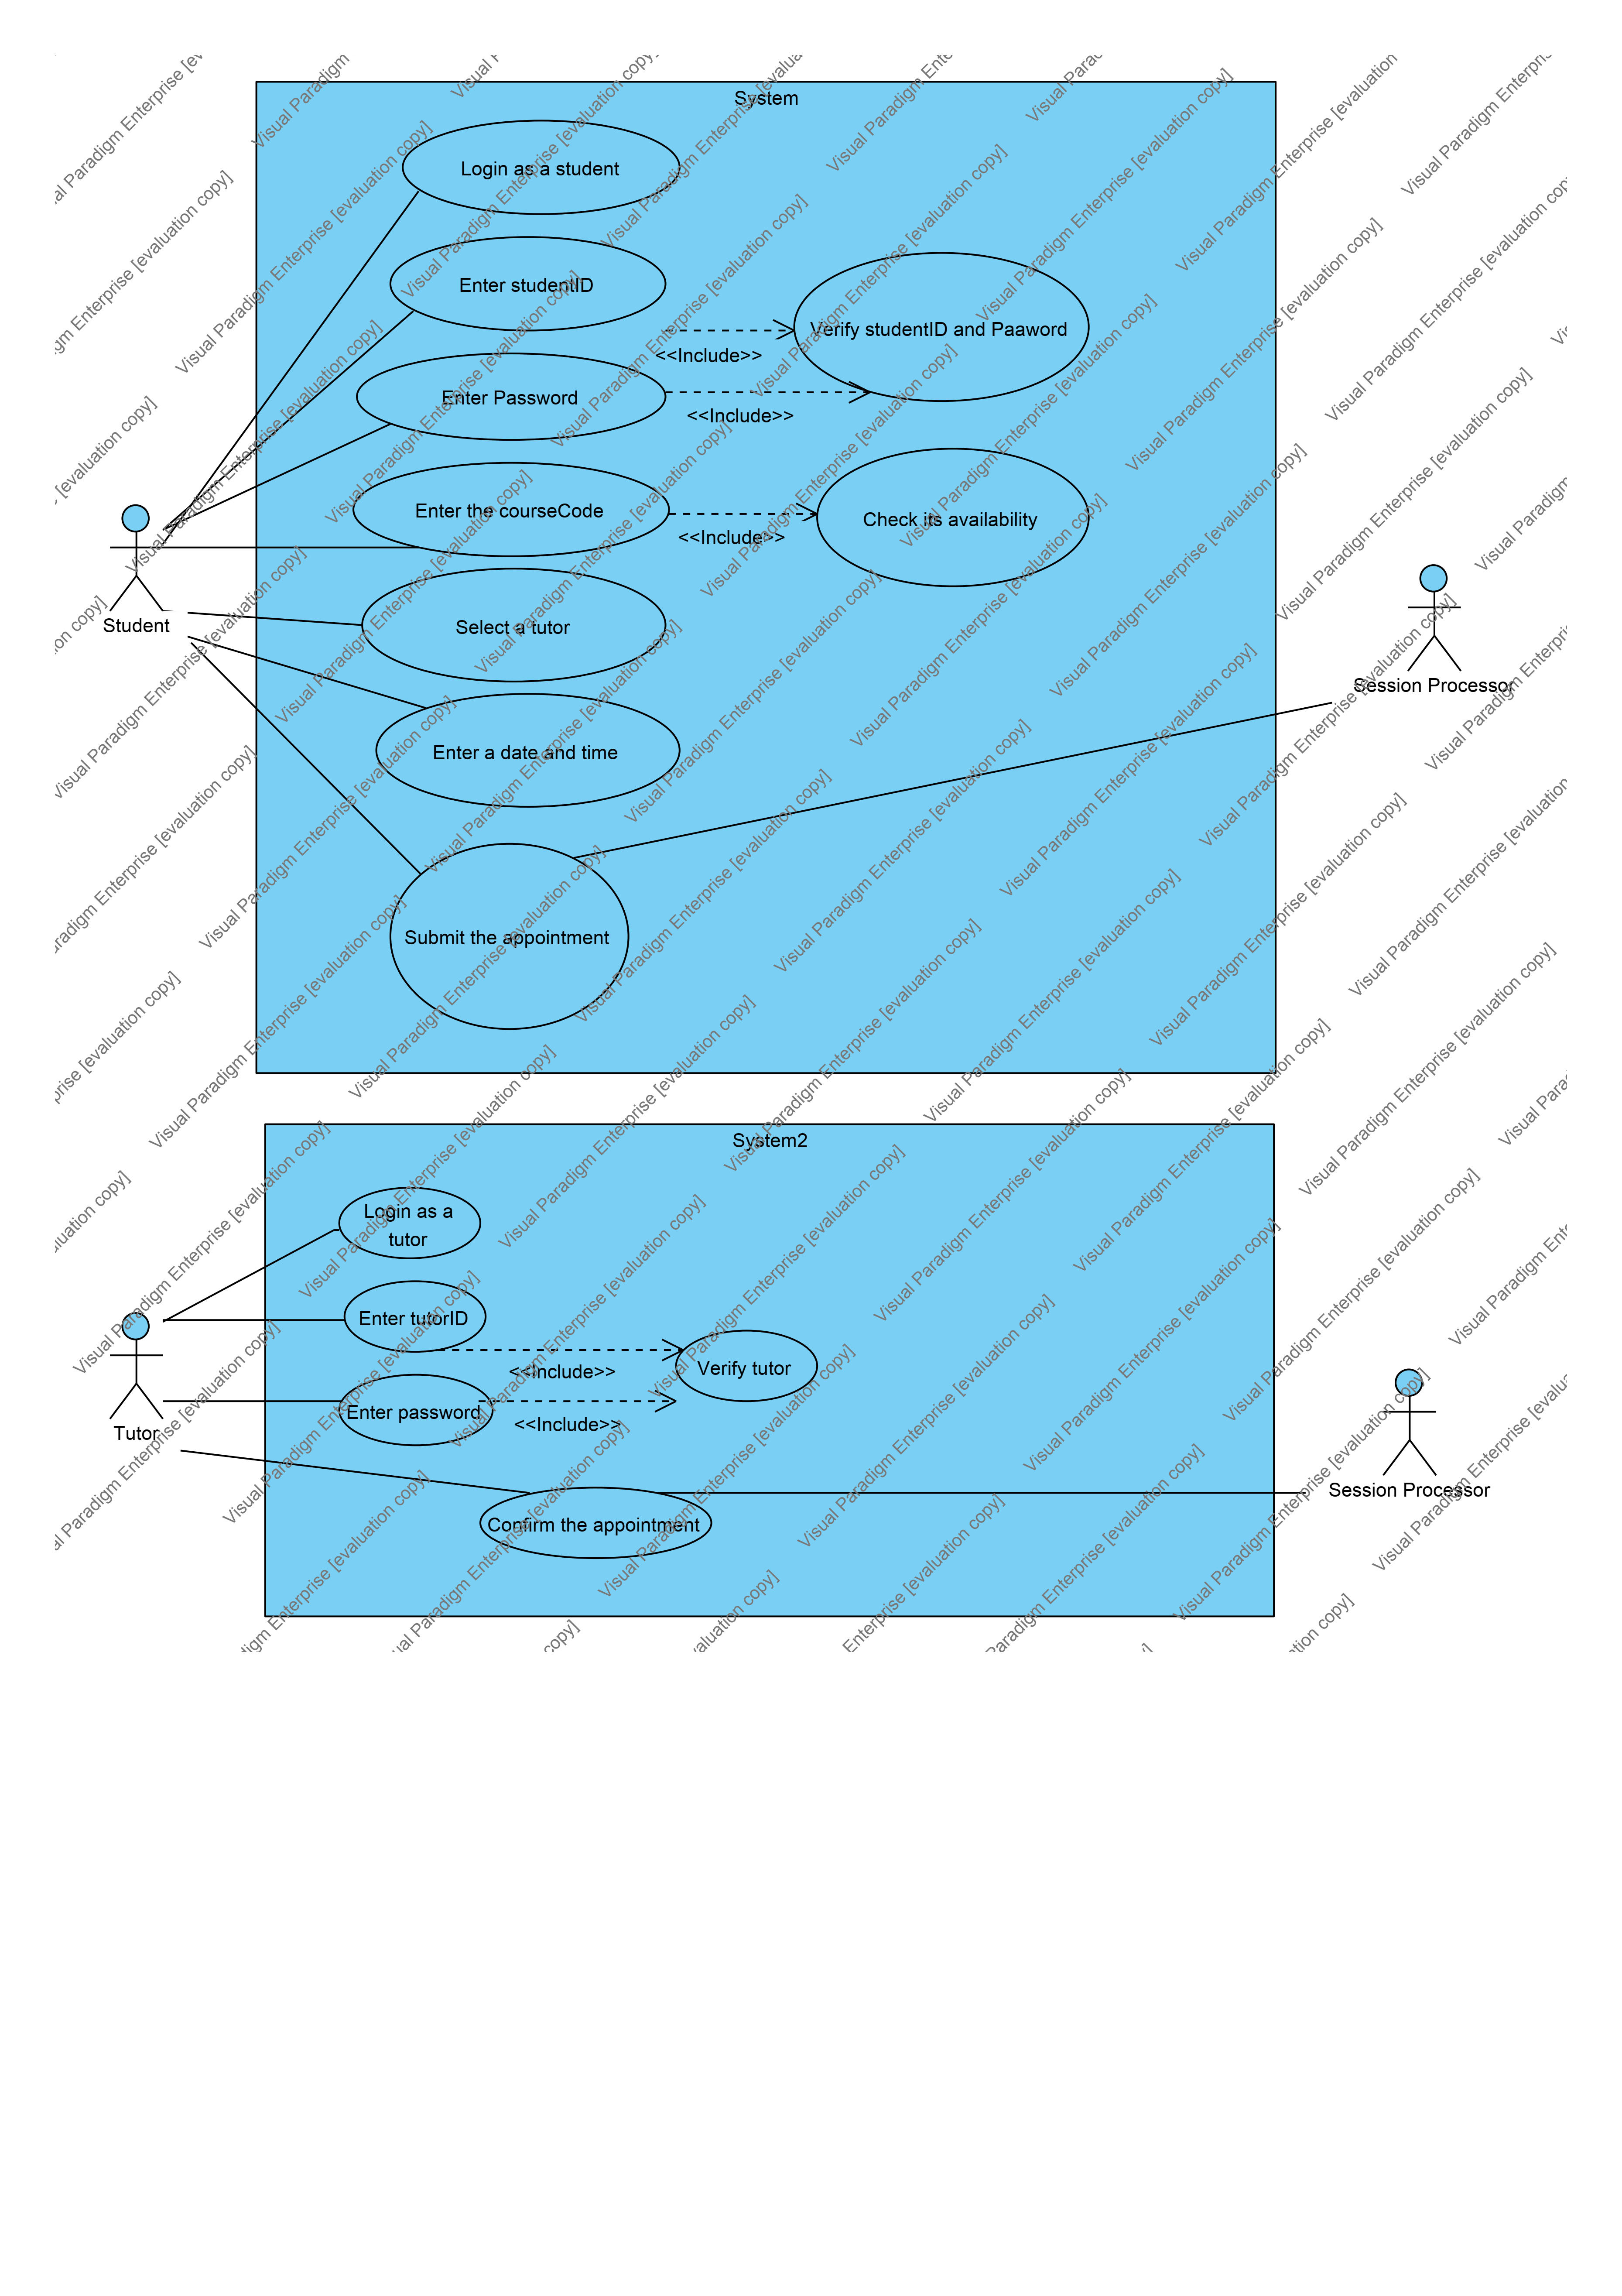 System
Login as a student
Enter studentID
Verify studentID and Paaword
<<Include>>
Enter Password
<<Include>>
Enter the courseCode
Check its availability
<<Include>>
Student
Select a tutor
Session Processor
Enter a date and time
Submit the appointment
System2
Login as a
tutor
Enter tutorID
<<Include>>
Verify tutor
Enter password
<<Include>>
Tutor
Session Processor
Confirm the appointment
Visual Paradigm Enterprise [evaluation copy]